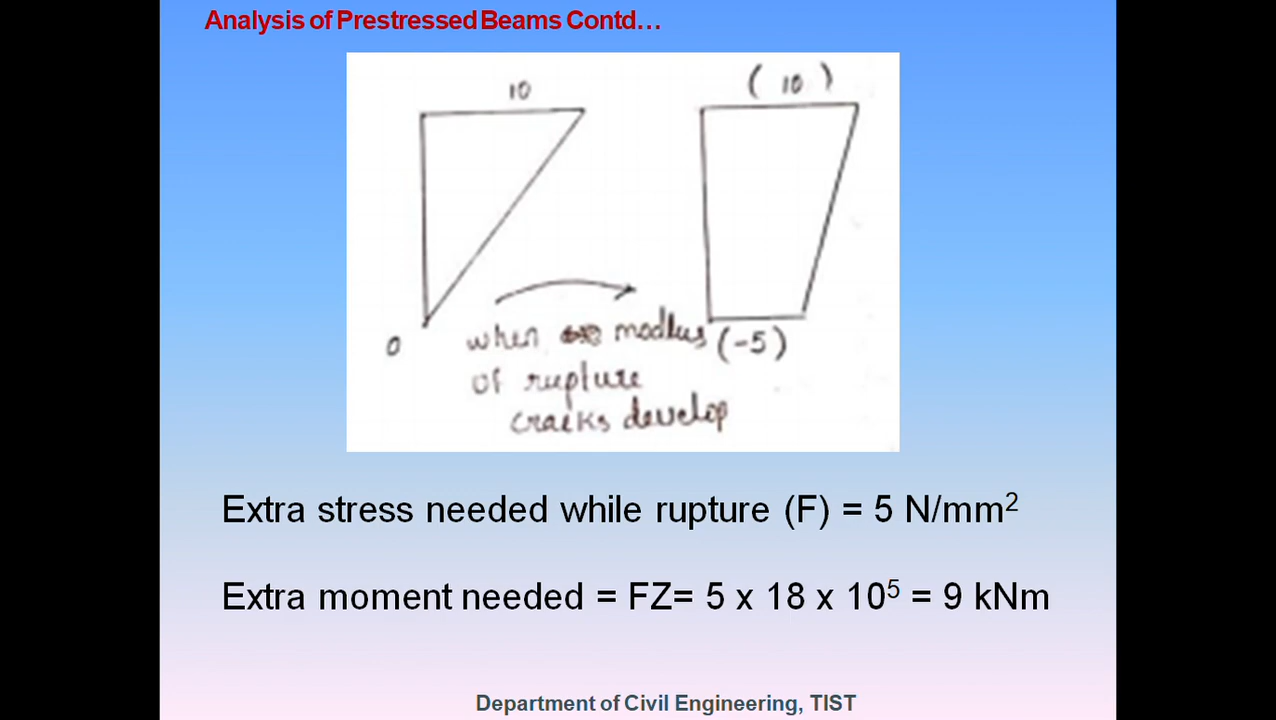 Analysis of Prestressed Beams Contd…
10
( 10 )
0
when modlus
of rupture
cracks develop
(-5)
Extra stress needed while rupture (F) = 5 N/mm²
Extra moment needed = FZ= 5 x 18 x 10⁵ = 9 kNm
Department of Civil Engineering, TIST